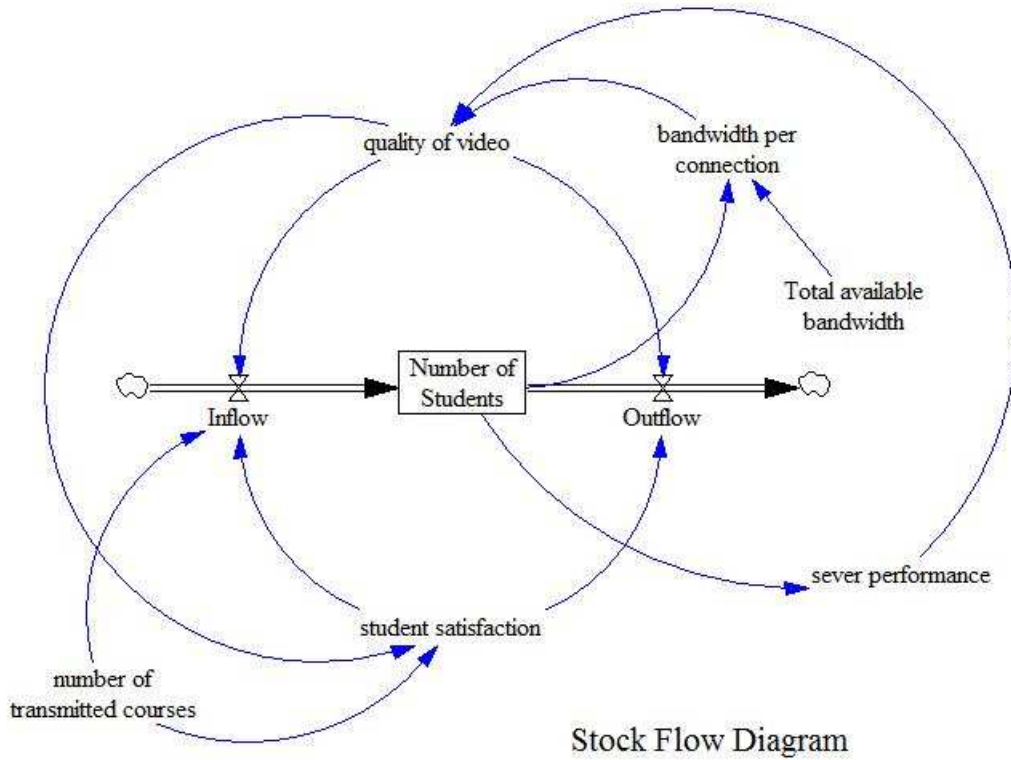 quality of video
bandwidth per
connection
Total available
bandwidth
Number of
Students
Inflow
Outflow
sever performance
student satisfaction
number of
transmitted courses
Stock Flow Diagram